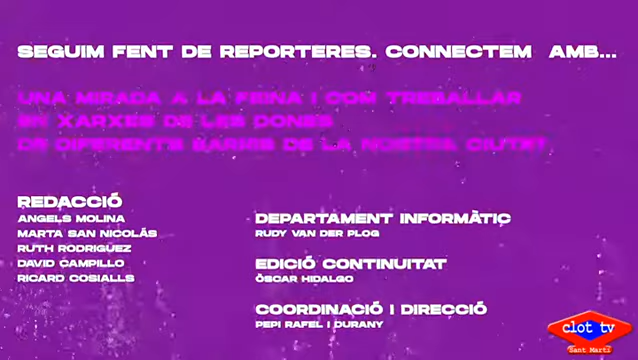 SEGUIM FENT DE REPORTERES. CONNECTEM AMB...
UNA MIRADA A LA FEINA I COM TREBALLAR
EN XARXES DE LES DONES
DE DIFERENTS BARRIS DE LA NOSTRA CIUTAT
REDACCIÓ
ANGELS MOLINA
MARTA SAN NICOLÁS
RUTH RODRIGÜEZ
DAVID CAMPILLO
RICARD COSIALLS
DEPARTAMENT INFORMÀTIC
RUDY VAN DER PLOG
EDICIÓ CONTINUITAT
ÒSCAR HIDALGO
COORDINACIÓ I DIRECCIÓ
PEPI RAFEL I DURANY
clot tv
Sant Martí